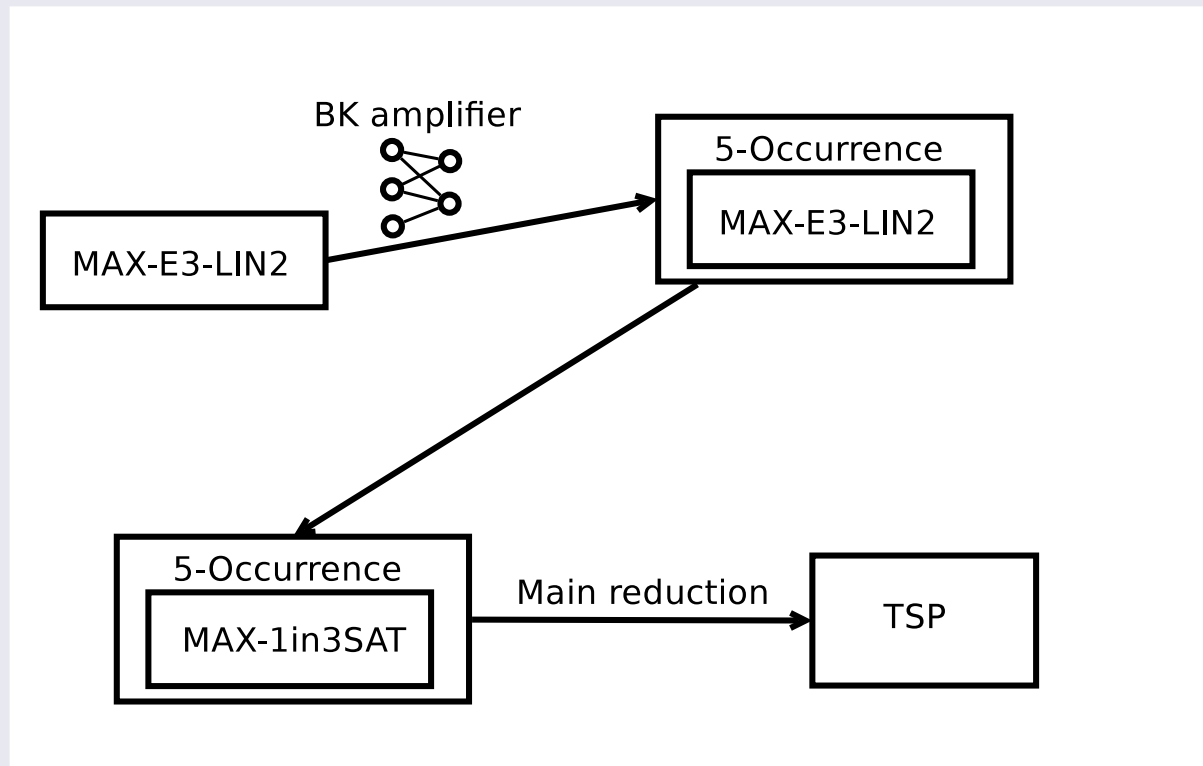 BK amplifier
5-Occurrence
MAX-E3-LIN2
MAX-E3-LIN2
5-Occurrence
MAX-1in3SAT
Main reduction
TSP